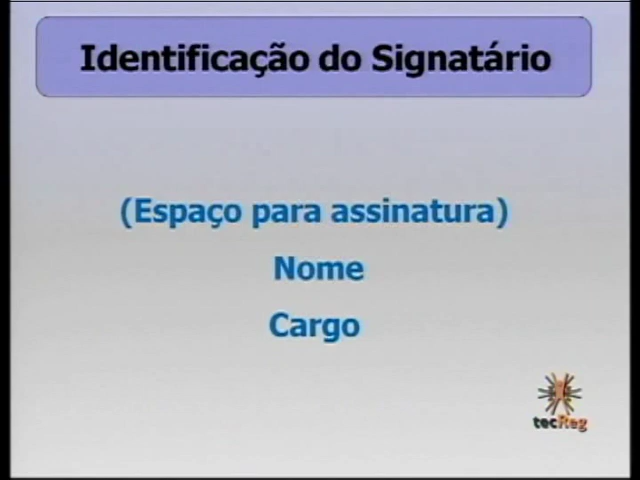 Identificação do Signatário
(Espaço para assinatura)
Nome
Cargo
tecReg